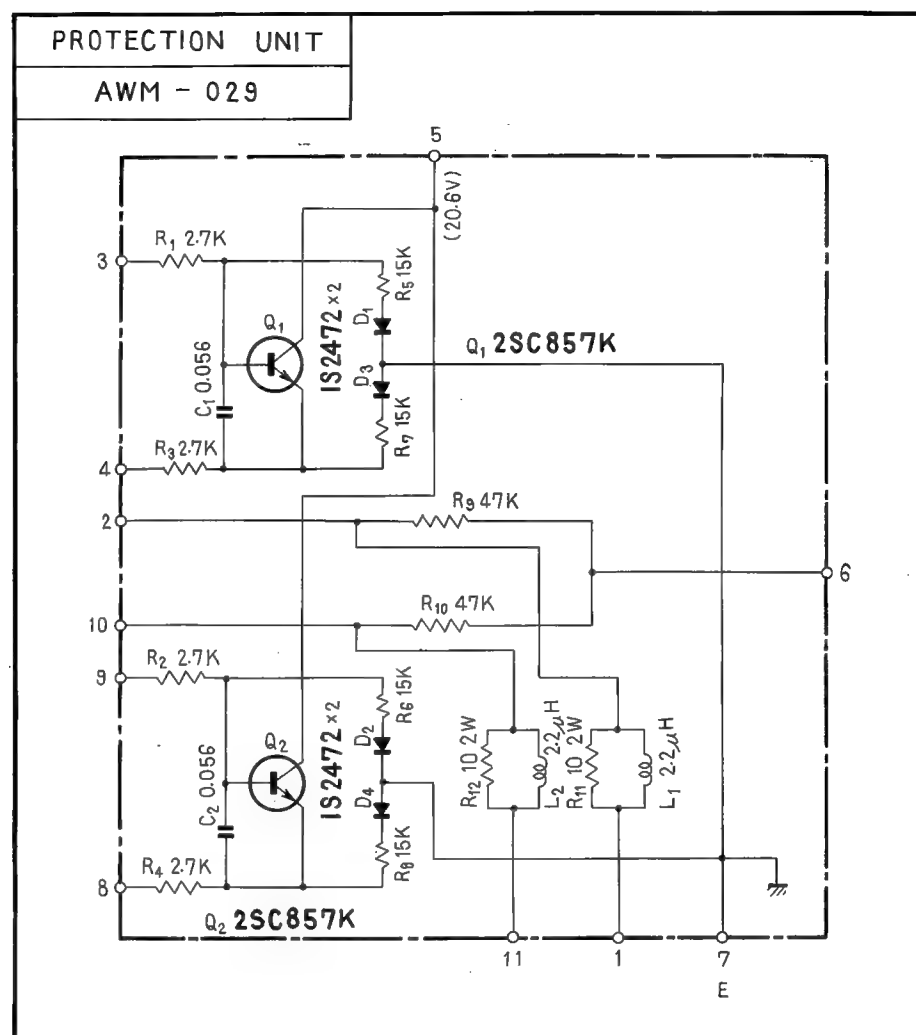 PROTECTION UNIT
AWM - 029
5
(20.6V)
3
R1 2.7K
R5 15K
D1
Q1
IS2472×2
Q1 2SC857K
C1 0.056
D3
R7 15K
R3 2.7K
4
2
R9 47K
6
R10 47K
10
R2 2.7K
9
R6 15K
D2
Q2
IS2472×2
C2 0.056
D4
R12 10 2W
L2 2.2μH
R11 10 2W
L1 2.2μH
R8 15K
R4 2.7K
8
Q2 2SC857K
11
1
7
E